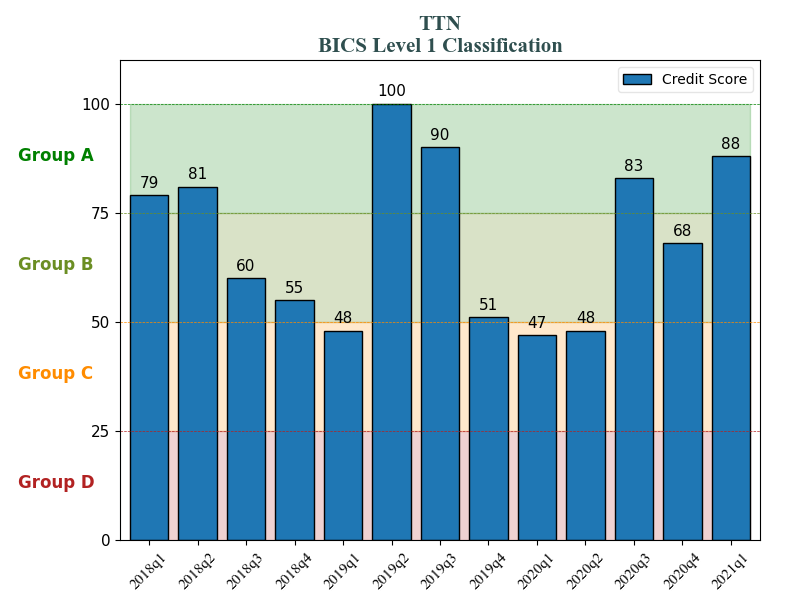 TTN
BICS Level 1 Classification
Credit Score
100
75
50
25
0
Group A
Group B
Group C
Group D
79
81
60
55
48
100
90
51
47
48
83
68
88
2018q1
2018q2
2018q3
2018q4
2019q1
2019q2
2019q3
2019q4
2020q1
2020q2
2020q3
2020q4
2021q1